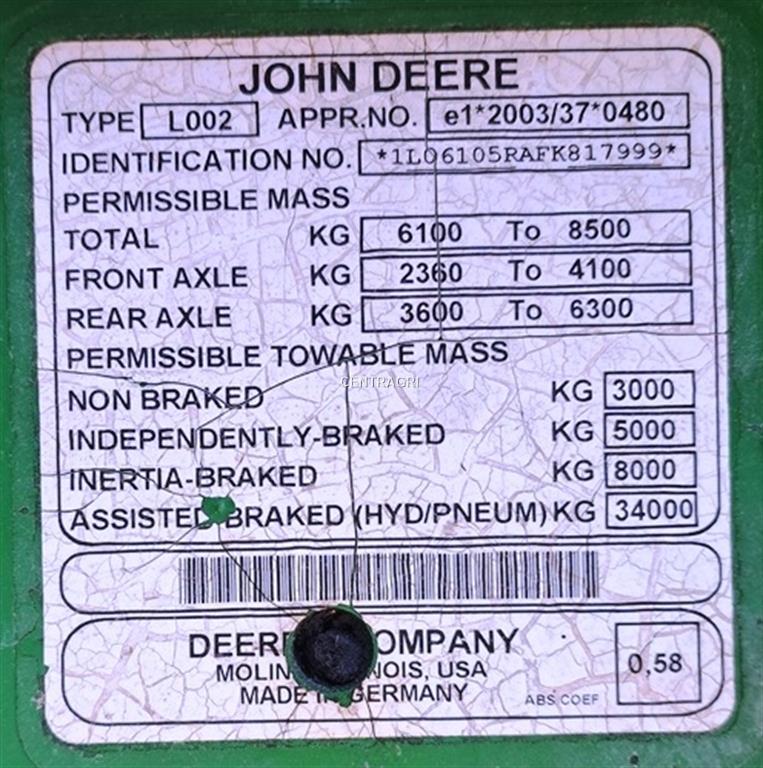 JOHN DEERE
TYPE L002 APPR.NO. e1*2003/37*0480
IDENTIFICATION NO. *1L06105RAFK817999*
PERMISSIBLE MASS
TOTAL KG 6100 To 8500
FRONT AXLE KG 2360 To 4100
REAR AXLE KG 3600 To 6300
PERMISSIBLE TOWABLE MASS
CENTRAGRI
NON BRAKED KG 3000
INDEPENDENTLY-BRAKED KG 5000
INERTIA-BRAKED KG 8000
ASSISTED BRAKED (HYD/PNEUM) KG 34000
DEERE COMPANY
MOLINE ILLINOIS, USA 0,58
MADE IN GERMANY ABS COEF